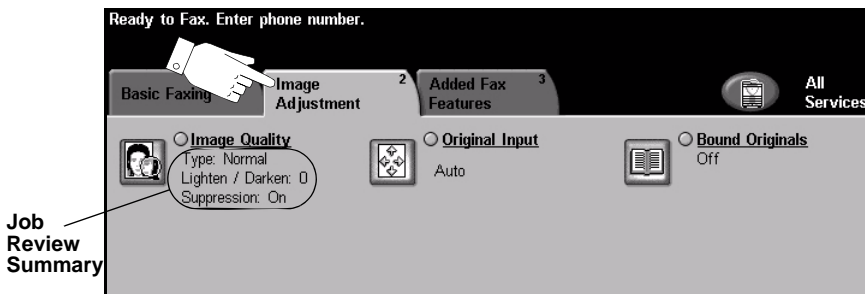 Ready to Fax. Enter phone number.
Basic Faxing
Image Adjustment
2
Added Fax Features
3
All Services
Image Quality
Type: Normal
Lighten / Darken: 0
Suppression: On
Original Input
Auto
Bound Originals
Off
Job
Review
Summary